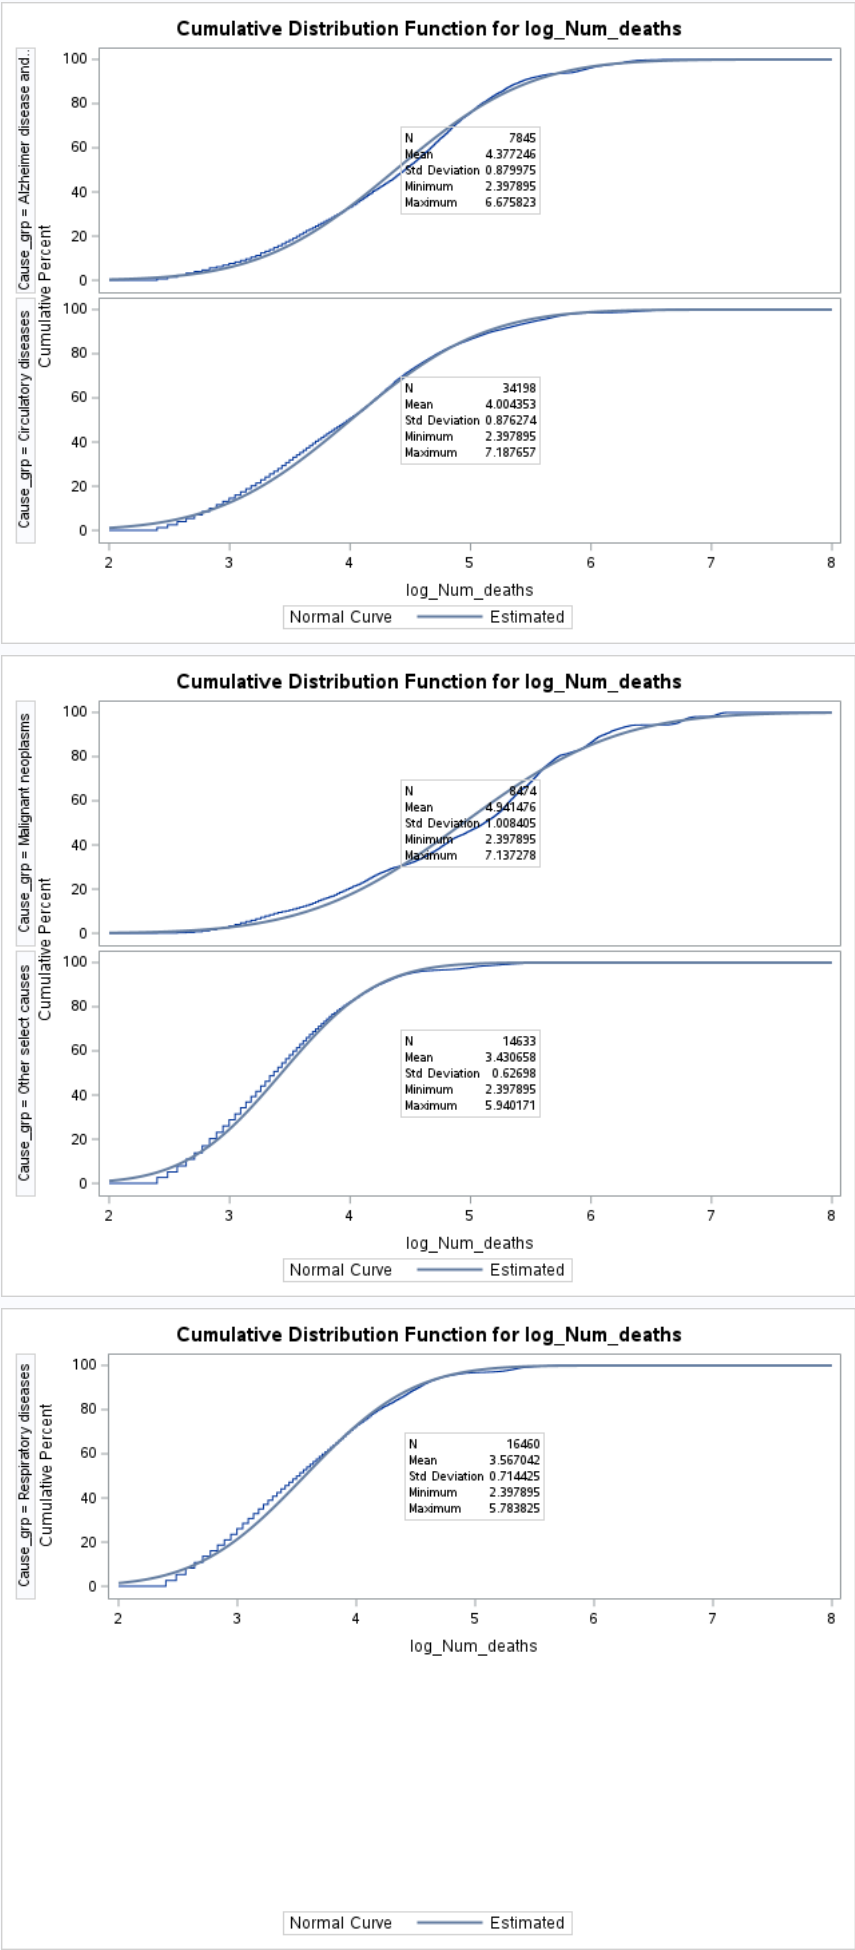 Cumulative Distribution Function for log_Num_deaths
Cause_grp = Alzheimer disease and...
Cumulative Percent
100
80
60
40
20
0
N 7845
Mean 4.377246
Std Deviation 0.879975
Minimum 2.397895
Maximum 6.675823
Cause_grp = Circulatory diseases
100
80
60
40
20
0
N 34198
Mean 4.004353
Std Deviation 0.876274
Minimum 2.397895
Maximum 7.187657
2 3 4 5 6 7 8
log_Num_deaths
Normal Curve Estimated
Cumulative Distribution Function for log_Num_deaths
Cause_grp = Malignant neoplasms
Cumulative Percent
100
80
60
40
20
0
N 8474
Mean 4.941476
Std Deviation 1.008405
Minimum 2.397895
Maximum 7.137278
Cause_grp = Other select causes
100
80
60
40
20
0
N 14633
Mean 3.430658
Std Deviation 0.62698
Minimum 2.397895
Maximum 5.940171
2 3 4 5 6 7 8
log_Num_deaths
Normal Curve Estimated
Cumulative Distribution Function for log_Num_deaths
Cause_grp = Respiratory diseases
Cumulative Percent
100
80
60
40
20
0
N 16460
Mean 3.567042
Std Deviation 0.714425
Minimum 2.397895
Maximum 5.783825
2 3 4 5 6 7 8
log_Num_deaths
Normal Curve Estimated